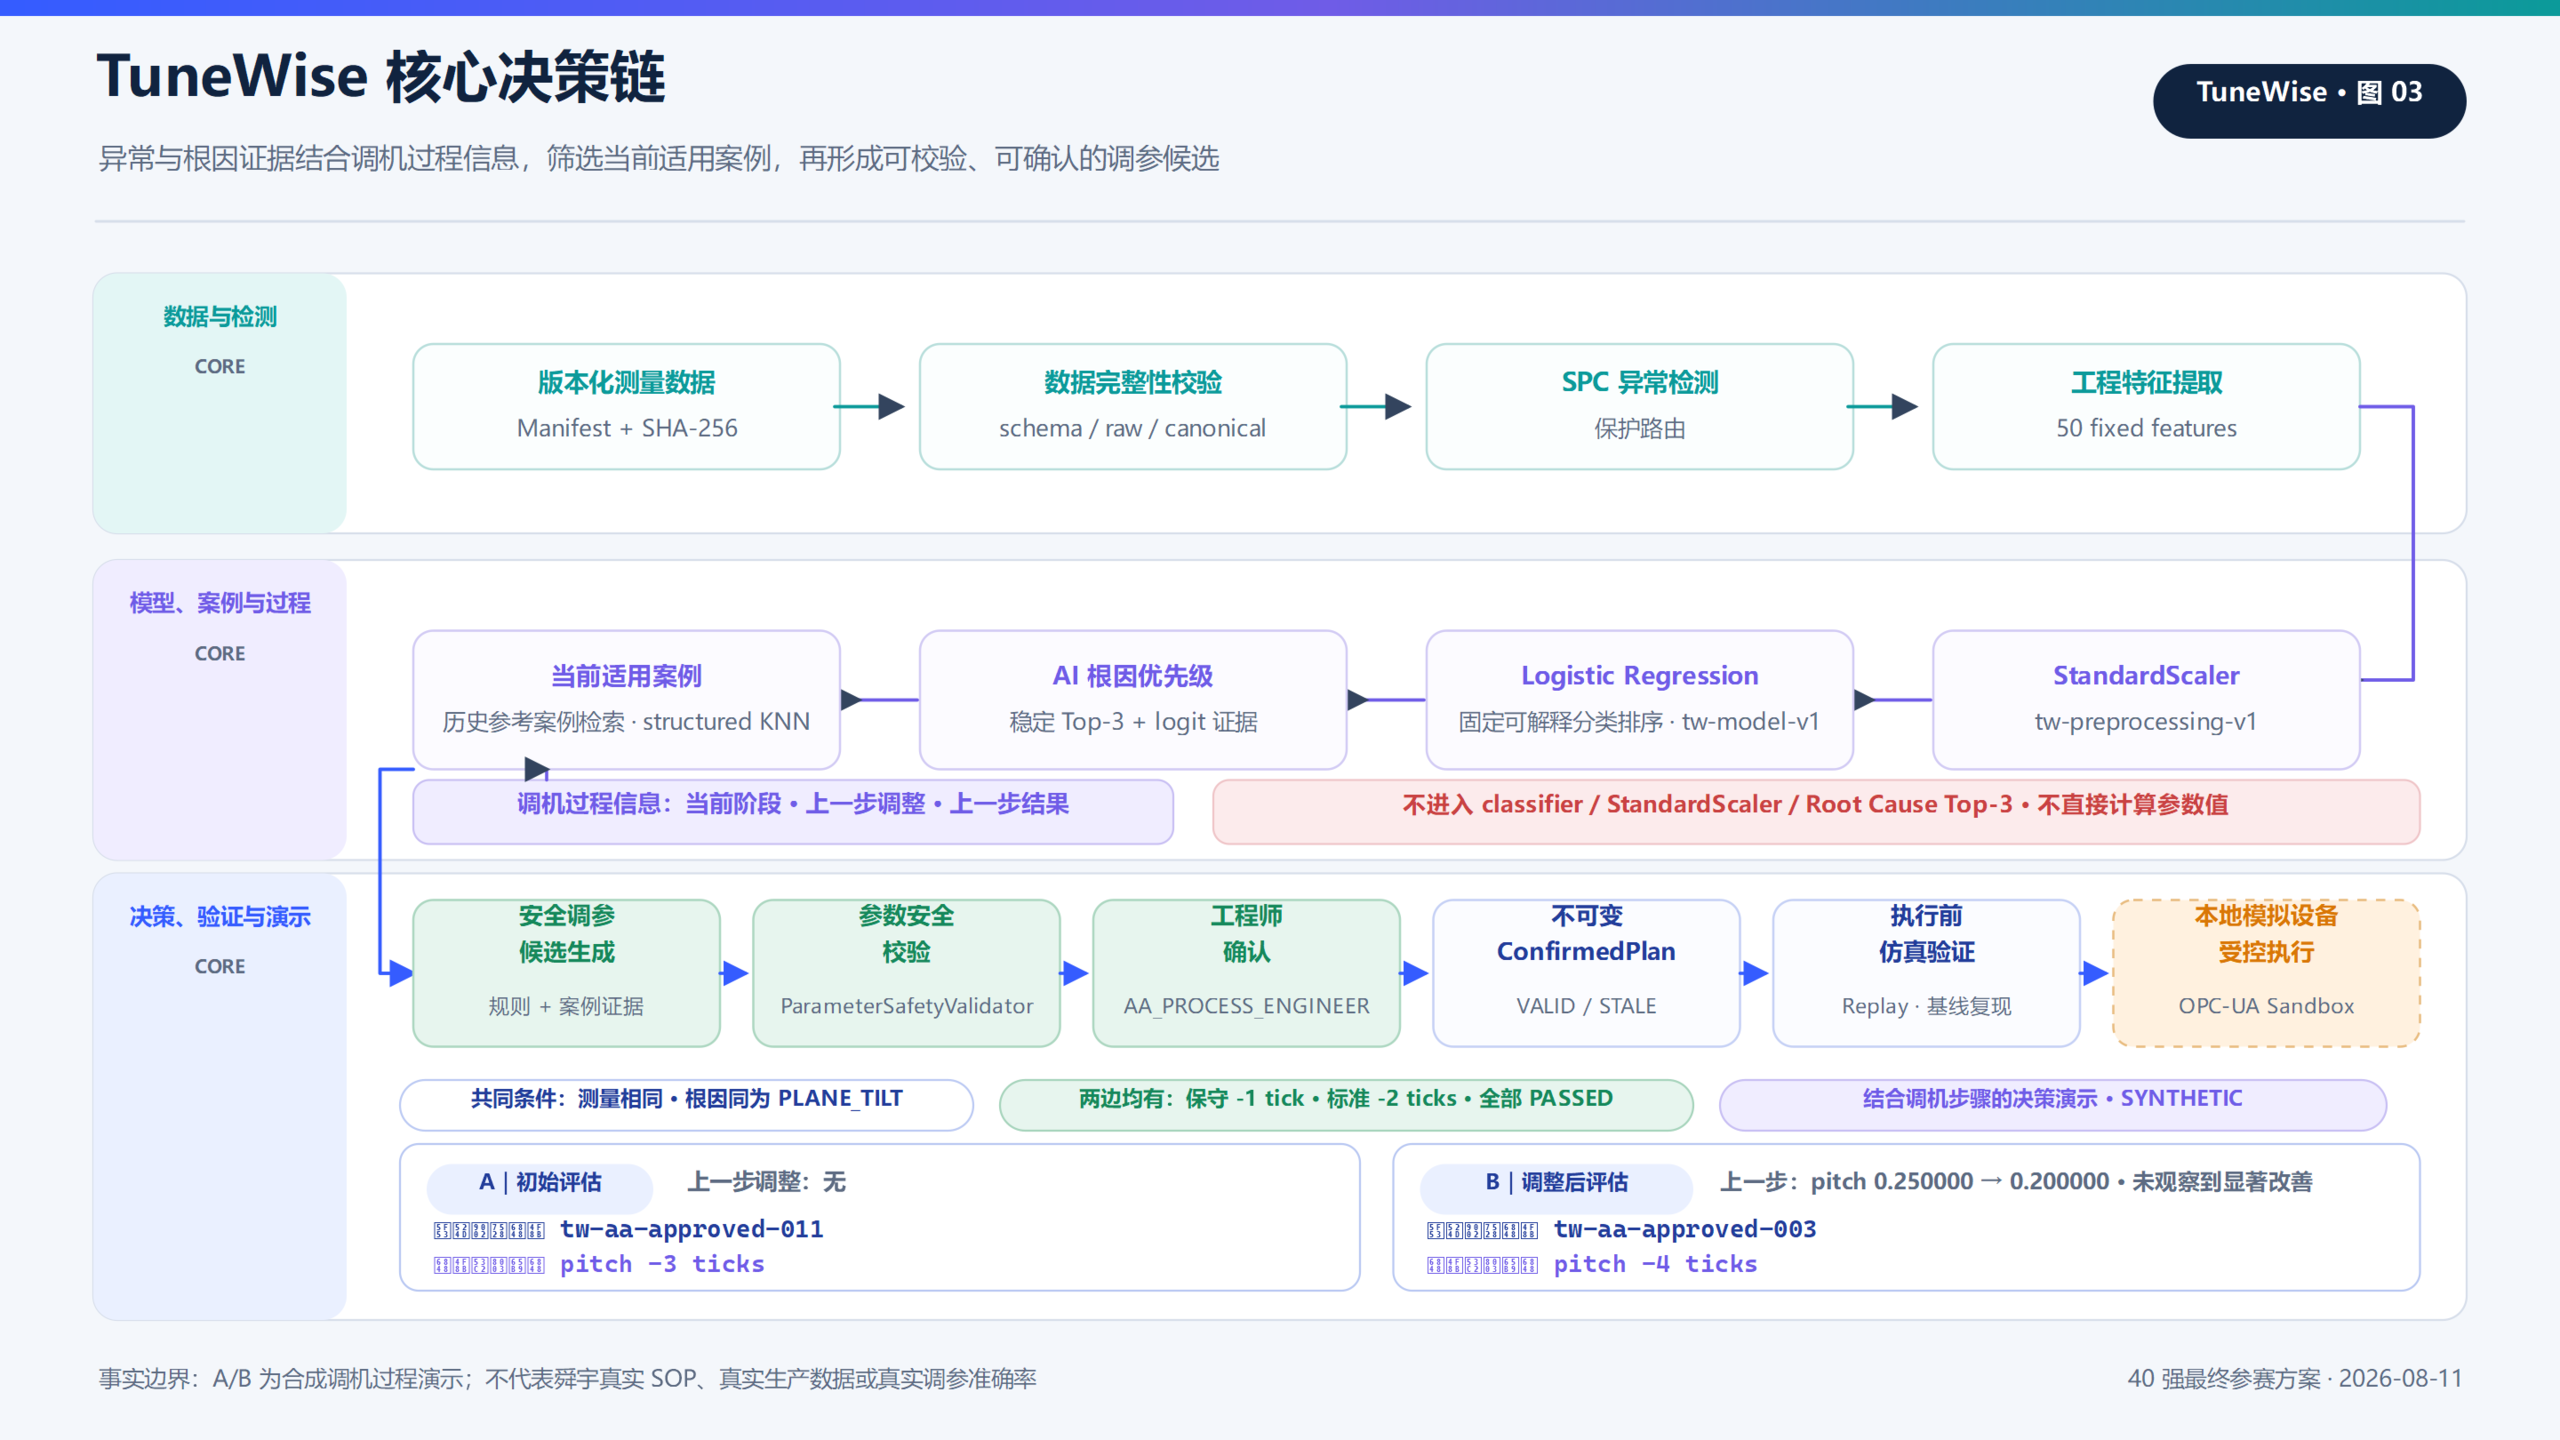 TuneWise 核心决策链
TuneWise • 图 03
异常与根因证据结合调机过程信息，筛选当前适用案例，再形成可校验、可确认的调参候选
数据与检测
CORE
版本化测量数据
Manifest + SHA-256
数据完整性校验
schema / raw / canonical
SPC 异常检测
保护路由
工程特征提取
50 fixed features
模型、案例与过程
CORE
当前适用案例
历史参考案例检索 · structured KNN
AI 根因优先级
稳定 Top-3 + logit 证据
Logistic Regression
固定可解释分类排序 · tw-model-v1
StandardScaler
tw-preprocessing-v1
调机过程信息：当前阶段 • 上一步调整 • 上一步结果
不进入 classifier / StandardScaler / Root Cause Top-3 • 不直接计算参数值
决策、验证与演示
CORE
安全调参
候选生成
规则 + 案例证据
参数安全
校验
ParameterSafetyValidator
工程师
确认
AA_PROCESS_ENGINEER
不可变
ConfirmedPlan
VALID / STALE
执行前
仿真验证
Replay · 基线复现
本地模拟设备
受控执行
OPC-UA Sandbox
共同条件：测量相同 • 根因同为 PLANE_TILT
两边均有：保守 -1 tick • 标准 -2 ticks • 全部 PASSED
结合调机步骤的决策演示 • SYNTHETIC
A | 初始评估
上一步调整：无
tw-aa-approved-011
pitch -3 ticks
B | 调整后评估
上一步：pitch 0.250000 → 0.200000 • 未观察到显著改善
tw-aa-approved-003
pitch -4 ticks
事实边界：A/B 为合成调机过程演示；不代表舜宇真实 SOP、真实生产数据或真实调参准确率
40 强最终参赛方案 · 2026-08-11